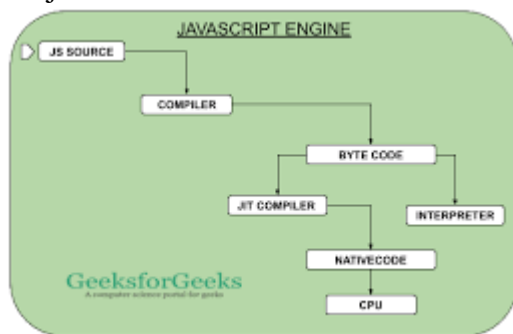 JAVASCRIPT ENGINE
JS SOURCE
COMPILER
BYTE CODE
JIT COMPILER
INTERPRETER
NATIVECODE
GeeksforGeeks
A computer science portal for geeks
CPU